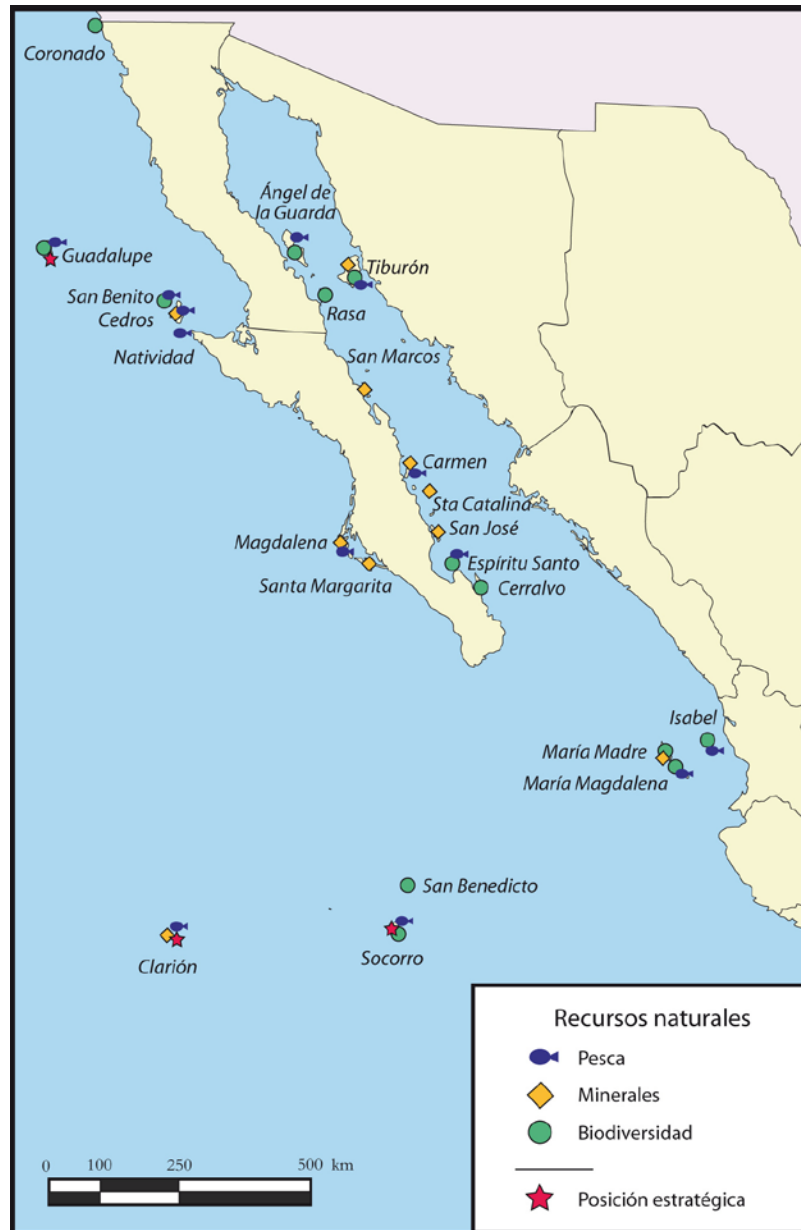 Coronado
Ángel de
la Guarda
Guadalupe
Tiburón
San Benito
Cedros
Rasa
Natividad
San Marcos
Carmen
Sta Catalina
San José
Magdalena
Espíritu Santo
Santa Margarita
Cerralvo
Isabel
María Madre
María Magdalena
San Benedicto
Clarión
Socorro
Recursos naturales
Pesca
Minerales
Biodiversidad
Posición estratégica
0 100 250 500 km